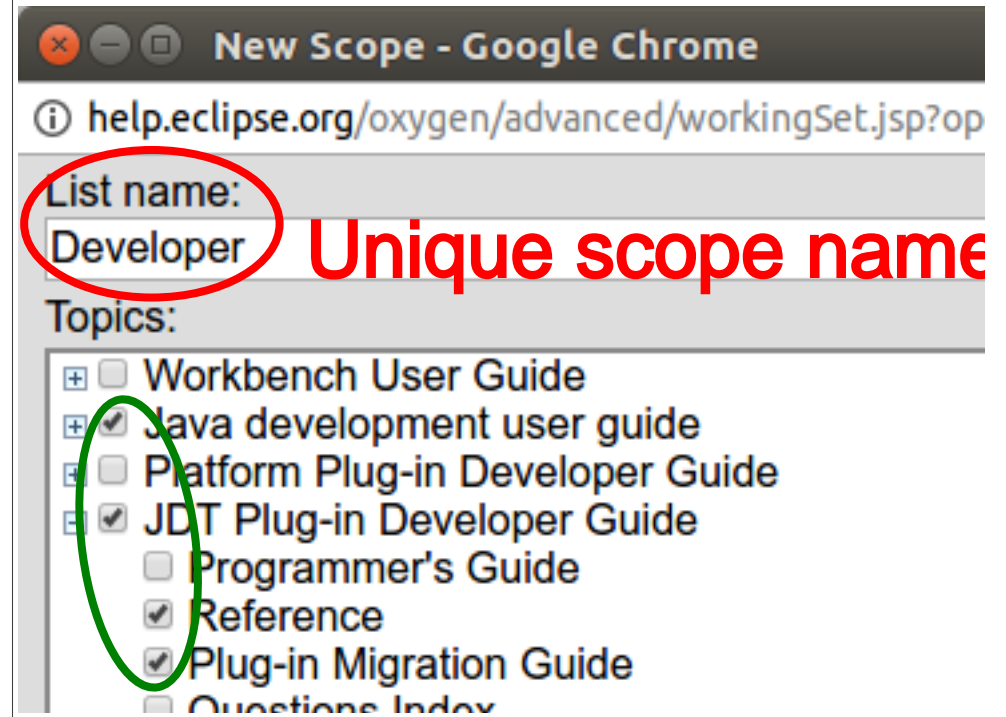 New Scope - Google Chrome
help.eclipse.org/oxygen/advanced/workingSet.jsp?op
List name:
Developer Unique scope name
Topics:
Workbench User Guide
Java development user guide
Platform Plug-in Developer Guide
JDT Plug-in Developer Guide
Programmer's Guide
Reference
Plug-in Migration Guide
Questions Index